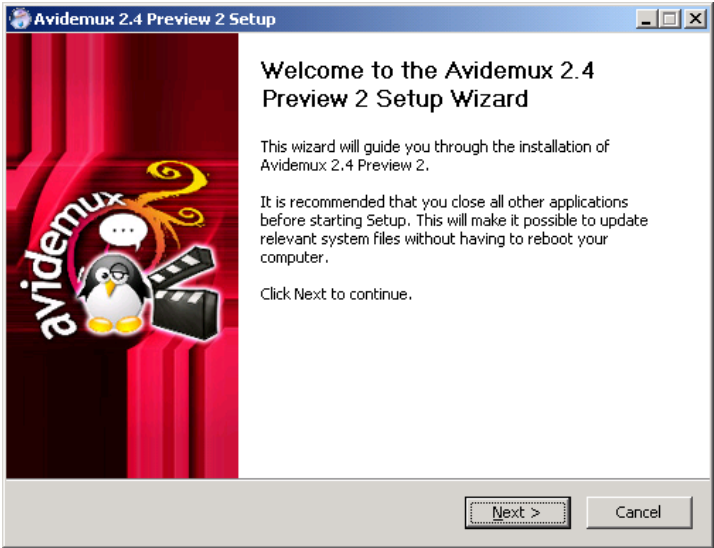 Avidemux 2.4 Preview 2 Setup
Welcome to the Avidemux 2.4
Preview 2 Setup Wizard
This wizard will guide you through the installation of
Avidemux 2.4 Preview 2.
It is recommended that you close all other applications
before starting Setup. This will make it possible to update
relevant system files without having to reboot your
computer.
Click Next to continue.
avidemux
Next >
Cancel